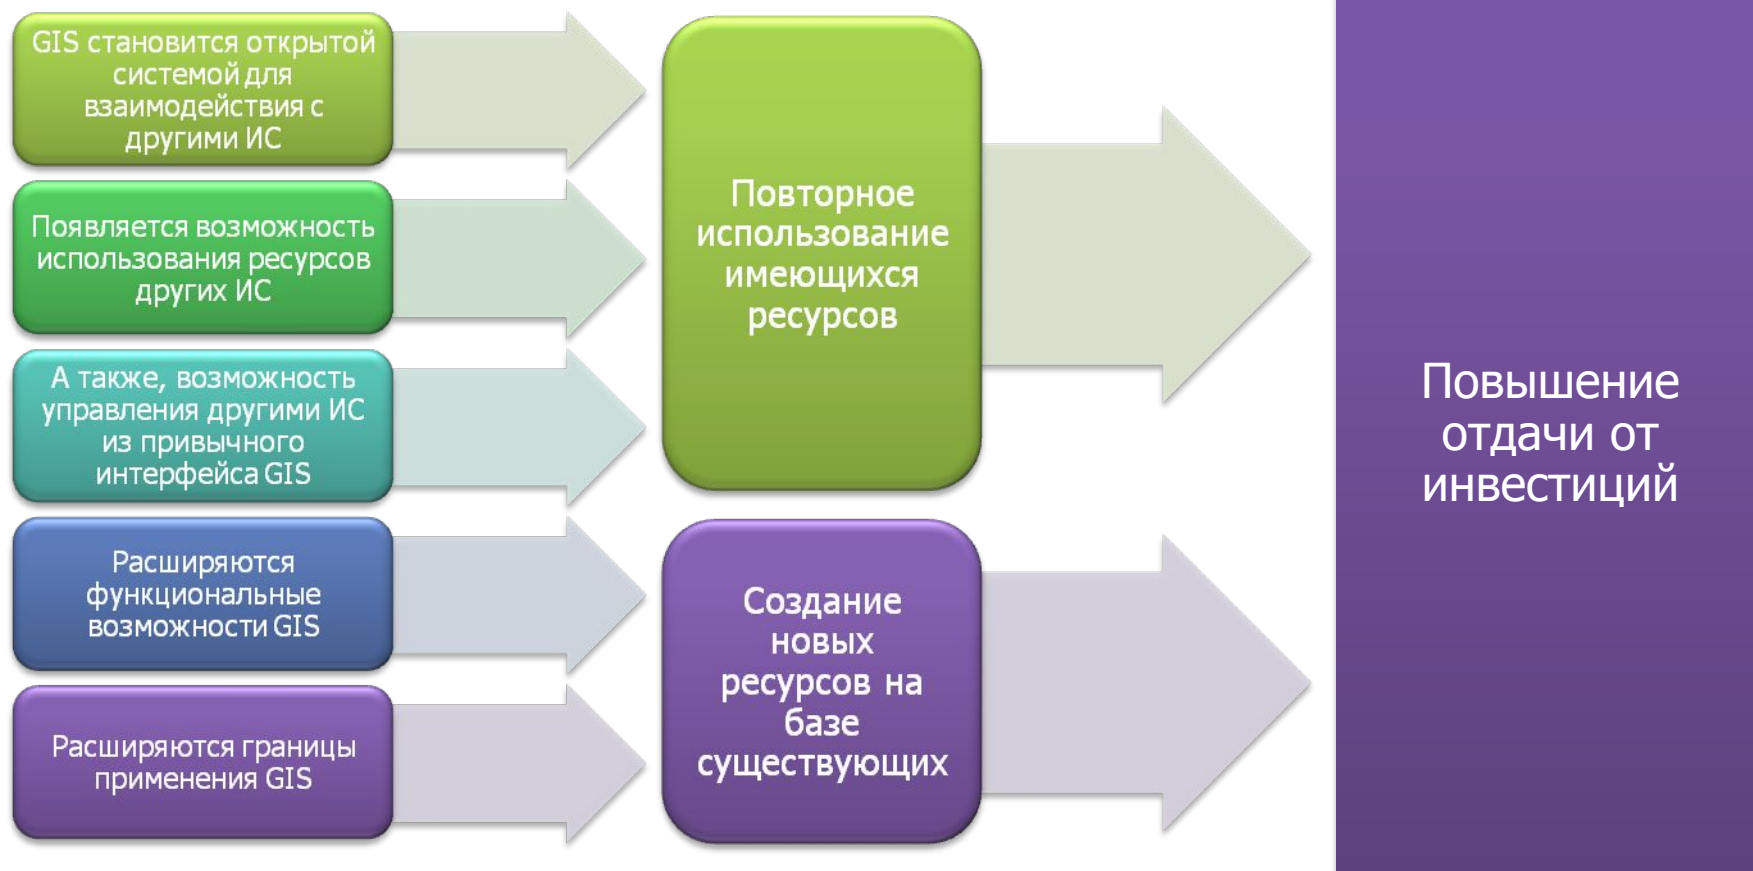 GIS становится открытой
системой для
взаимодействия с
другими ИС
Появляется возможность
использования ресурсов
других ИС
А также, возможность
управления другими ИС
из привычного
интерфейса GIS
Расширяются
функциональные
возможности GIS
Расширяются границы
применения GIS
Повторное
использование
имеющихся
ресурсов
Создание
новых
ресурсов на
базе
существующих
Повышение
отдачи от
инвестиций